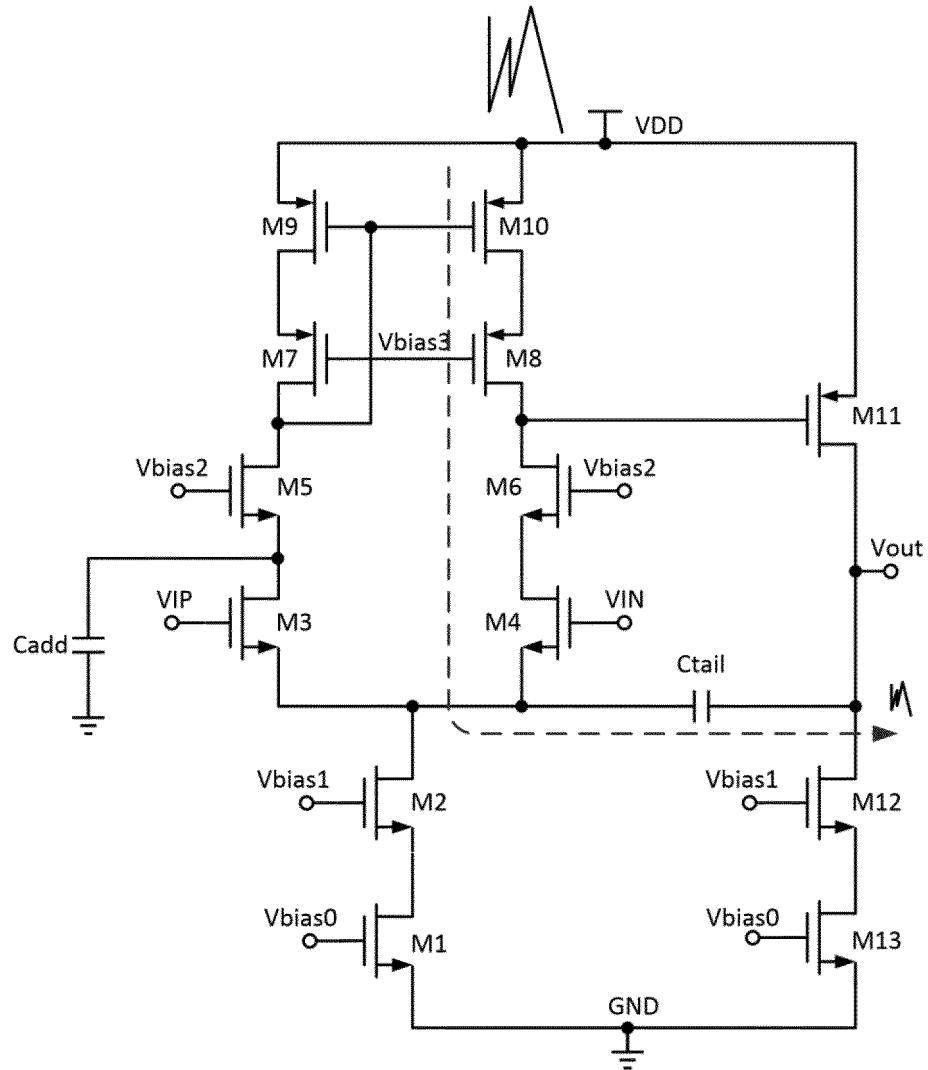 VDD
M9
M10
M7
Vbias3
M8
M11
Vbias2
M5
M6
Vbias2
Vout
VIP
M3
M4
VIN
Cadd
Ctail
Vbias1
M2
Vbias1
M12
Vbias0
M1
Vbias0
M13
GND